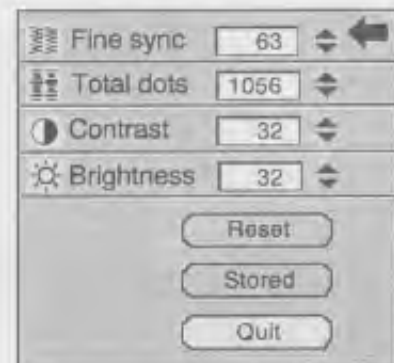 Fine sync 63
Total dots 1056
Contrast 32
Brightness 32
Reset
Stored
Quit